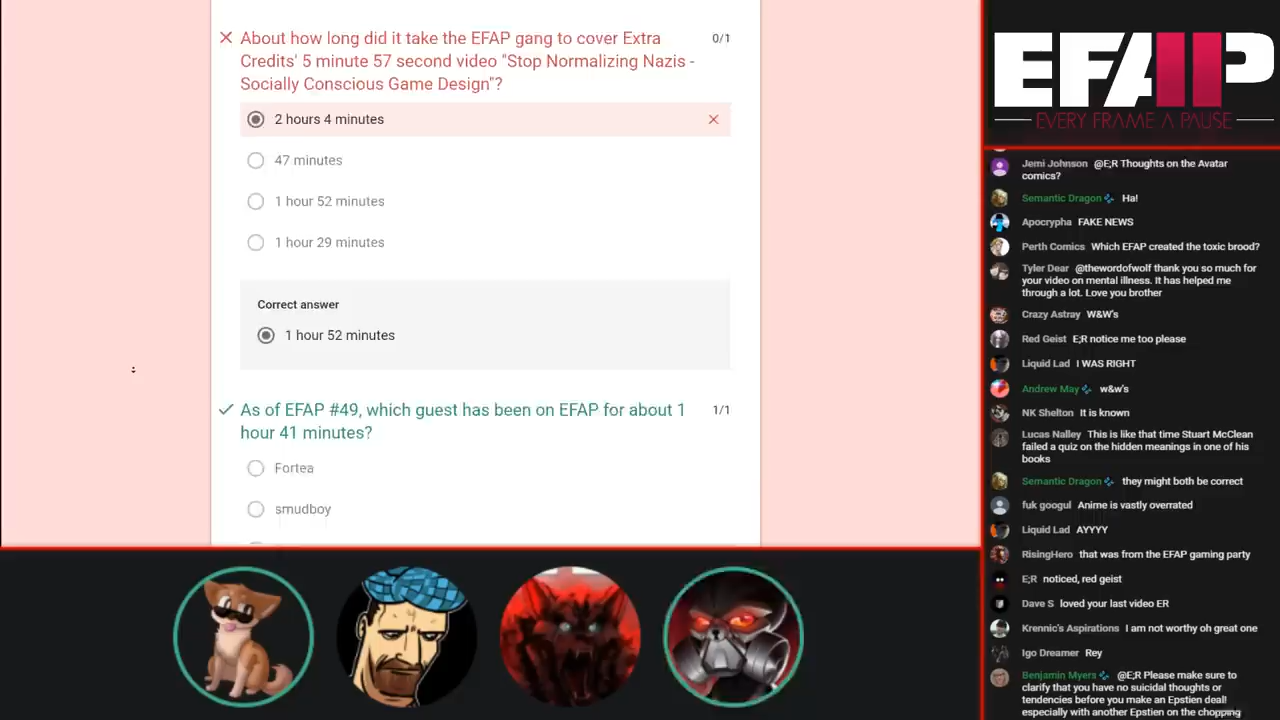 About how long did it take the EFAP gang to cover Extra
Credits' 5 minute 57 second video "Stop Normalizing Nazis -
Socially Conscious Game Design"?
0/1
2 hours 4 minutes
47 minutes
1 hour 52 minutes
1 hour 29 minutes
Correct answer
1 hour 52 minutes
As of EFAP #49, which guest has been on EFAP for about 1
hour 41 minutes?
1/1
Fortea
smudboy
EFAP
EVERY FRAME A PAUSE
Jemi Johnson @E;R Thoughts on the Avatar
comics?
Semantic Dragon Ha!
Apocrypha FAKE NEWS
Perth Comics Which EFAP created the toxic brood?
Tyler Dear @thewordofwolf thank you so much for
your video on mental illness. It has helped me
through a lot. Love you brother
Crazy Astray W&W's
Red Geist E;R notice me too please
Liquid Lad I WAS RIGHT
Andrew May w&w's
NK Shelton It is known
Lucas Nalley This is like that time Stuart McClean
failed a quiz on the hidden meanings in one of his
books
Semantic Dragon they might both be correct
fuk googul Anime is vastly overrated
Liquid Lad AYYYY
RisingHero that was from the EFAP gaming party
E;R noticed, red geist
Dave S loved your last video ER
Krennic's Aspirations I am not worthy oh great one
Igo Dreamer Rey
Benjamin Myers @E;R Please make sure to
clarify that you have no suicidal thoughts or
tendencies before you make an Epstien deal!
especially with another Epstien on the chopping